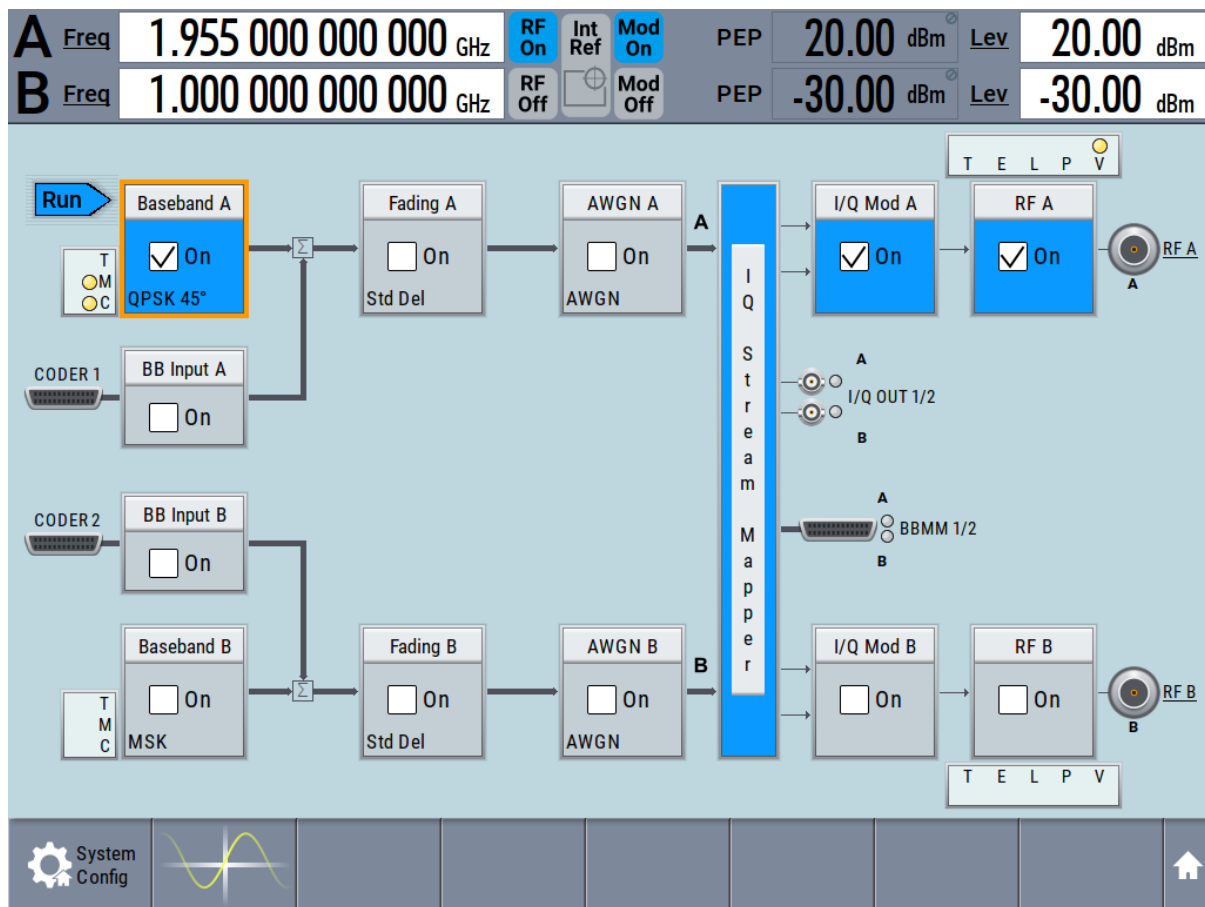 A Freq 1.955 000 000 000 GHz RF On Int Ref Mod On PEP 20.00 dBm Lev 20.00 dBm
B Freq 1.000 000 000 000 GHz RF Off Mod Off PEP -30.00 dBm Lev -30.00 dBm
T E L P V
Run
Baseband A
On
QPSK 45°
T
M
C
Σ
Fading A
On
Std Del
AWGN A
On
AWGN
A
I/Q Mod A
On
RF A
On
RF A
A
CODER 1
BB Input A
On
IQ Stream Mapper
A
I/Q OUT 1/2
B
CODER 2
BB Input B
On
A
BBMM 1/2
B
Baseband B
On
MSK
T
M
C
Σ
Fading B
On
Std Del
AWGN B
On
AWGN
B
I/Q Mod B
On
RF B
On
RF B
B
T E L P V
System
Config